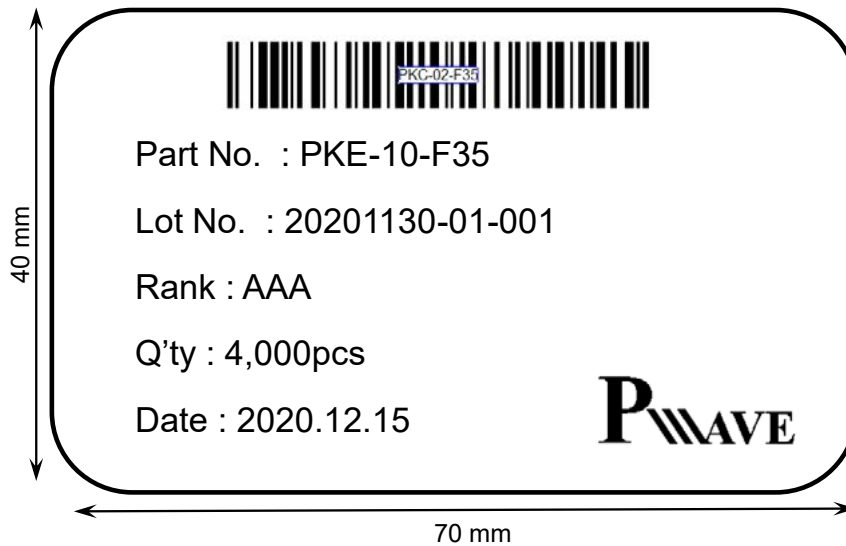 PKC-02-F35
Part No. : PKE-10-F35
Lot No. : 20201130-01-001
Rank : AAA
Q’ty : 4,000pcs
Date : 2020.12.15
PWAVE
40 mm
70 mm